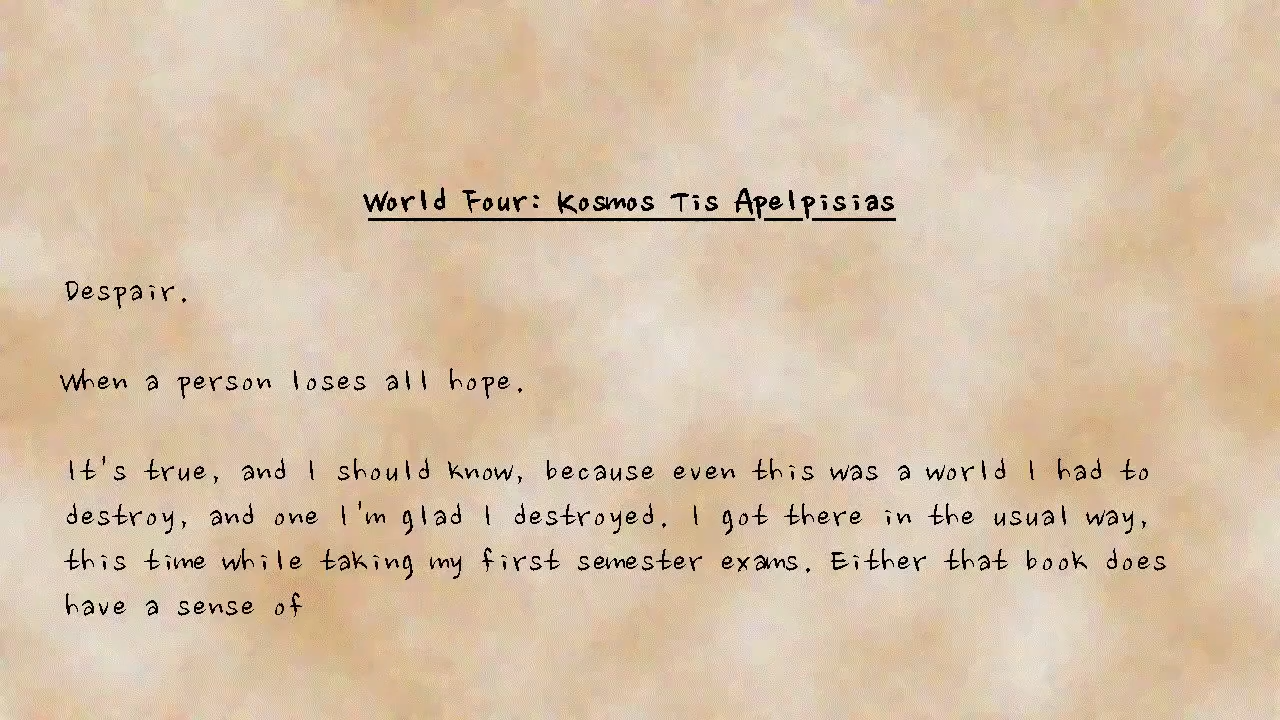 World Four: Kosmos Tis Apelpisias
Despair.
When a person loses all hope.
It's true, and I should know, because even this was a world I had to
destroy, and one I'm glad I destroyed. I got there in the usual way,
this time while taking my first semester exams. Either that book does
have a sense of